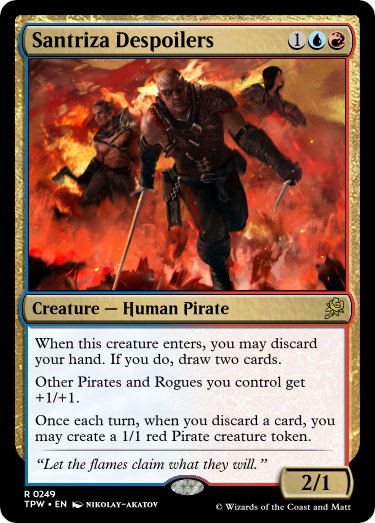 Santriza Despoilers 1
Creature — Human Pirate
When this creature enters, you may discard
your hand. If you do, draw two cards.
Other Pirates and Rogues you control get
+1/+1.
Once each turn, when you discard a card, you
may create a 1/1 red Pirate creature token.
“Let the flames claim what they will.”
2/1
R 0249
TPW • EN NIKOLAY-AKATOV
© Wizards of the Coast and Matt